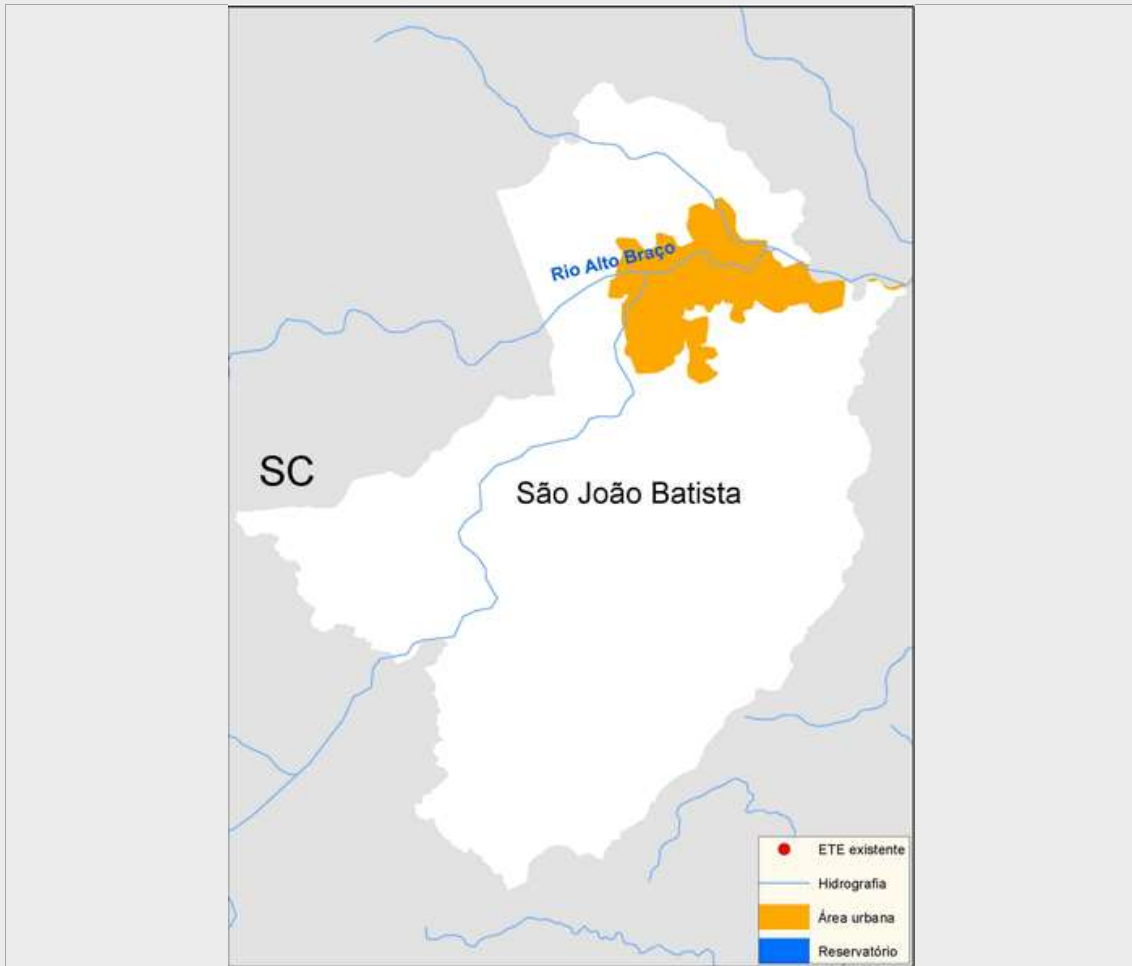 Rio Alto Braço
SC
São João Batista
ETE existente
Hidrografia
Área urbana
Reservatório